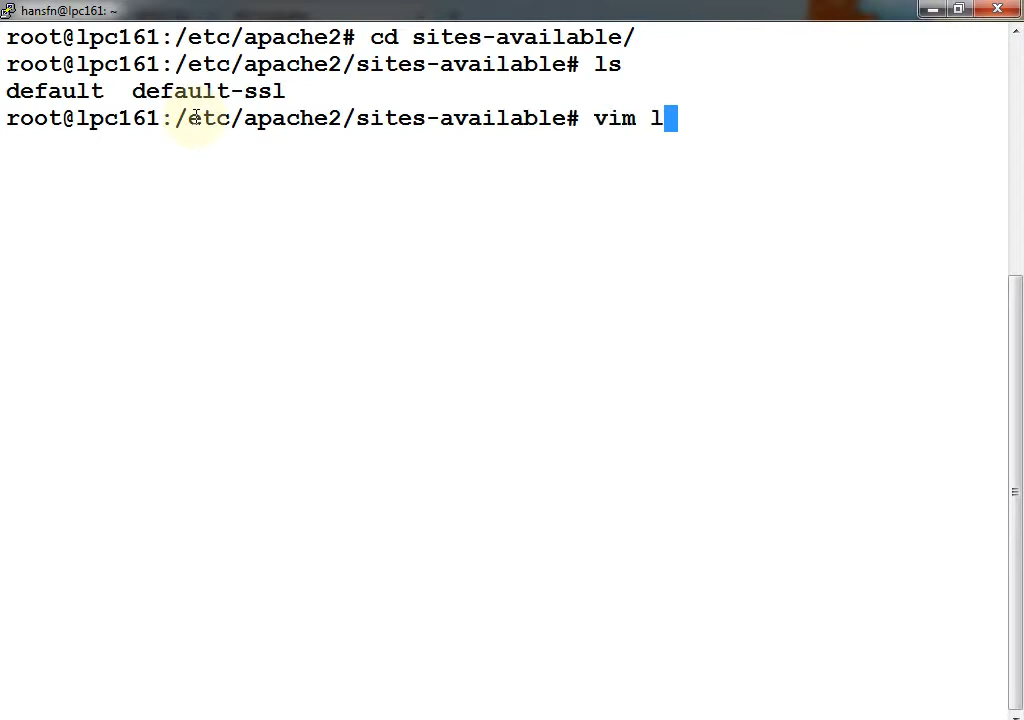 hansfn@lpc161: ~
root@lpc161:/etc/apache2# cd sites-available/
root@lpc161:/etc/apache2/sites-available# ls
default  default-ssl
root@lpc161:/etc/apache2/sites-available# vim l